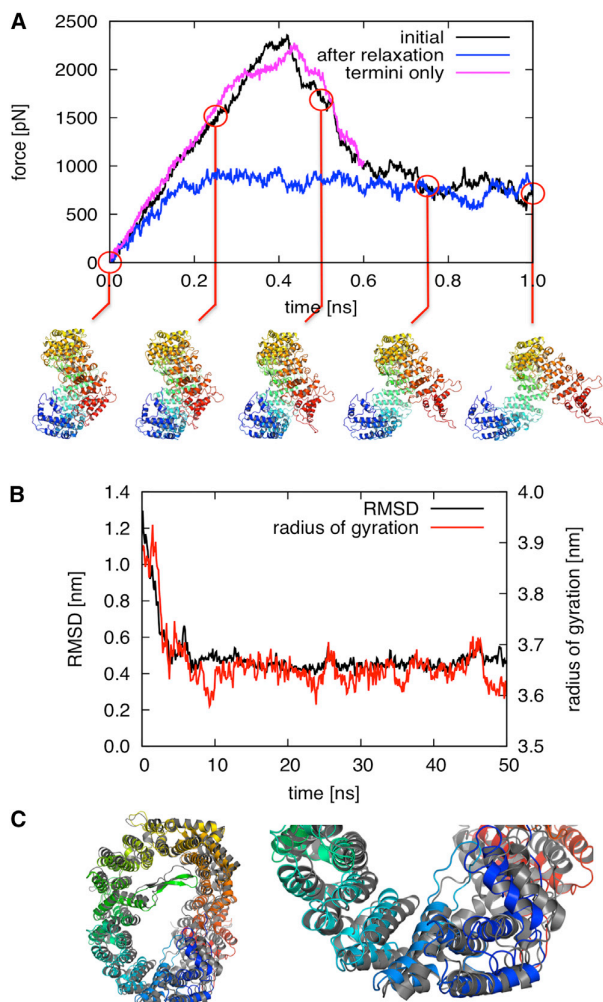 A
initial
after relaxation
termini only
force [pN]
2500
2000
1500
1000
500
0
0.0 0.2 0.4 0.6 0.8 1.0
time [ns]
B
RMSD
radius of gyration
RMSD [nm]
1.4
1.2
1.0
0.8
0.6
0.4
0.2
0.0
4.0
3.9
3.8
3.7
3.6
3.5
radius of gyration [nm]
0 10 20 30 40 50
time [ns]
C